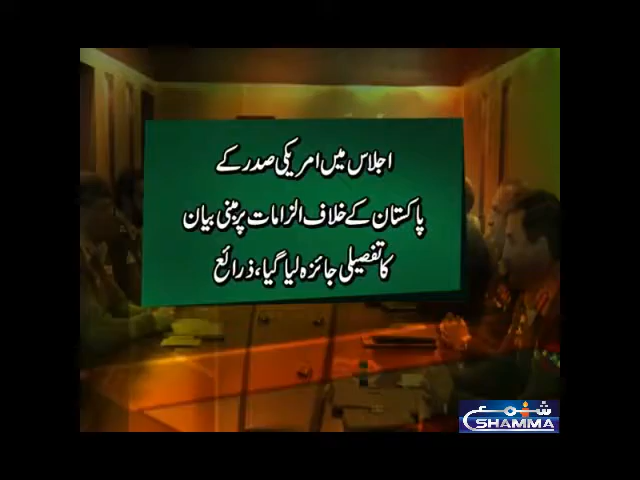 اجلاس میں امریکی صدر کے
پاکستان کے خلاف الزامات پر مبنی بیان
کا تفصیلی جائزہ لیا گیا، ذرائع
شمع
SHAMMA